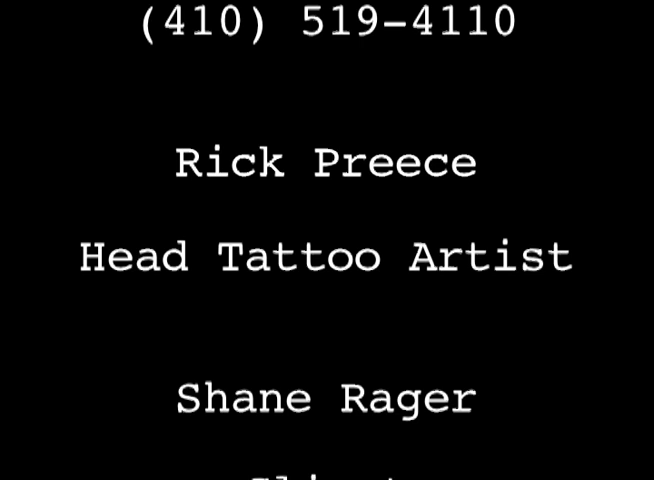 (410) 519-4110
Rick Preece
Head Tattoo Artist
Shane Rager